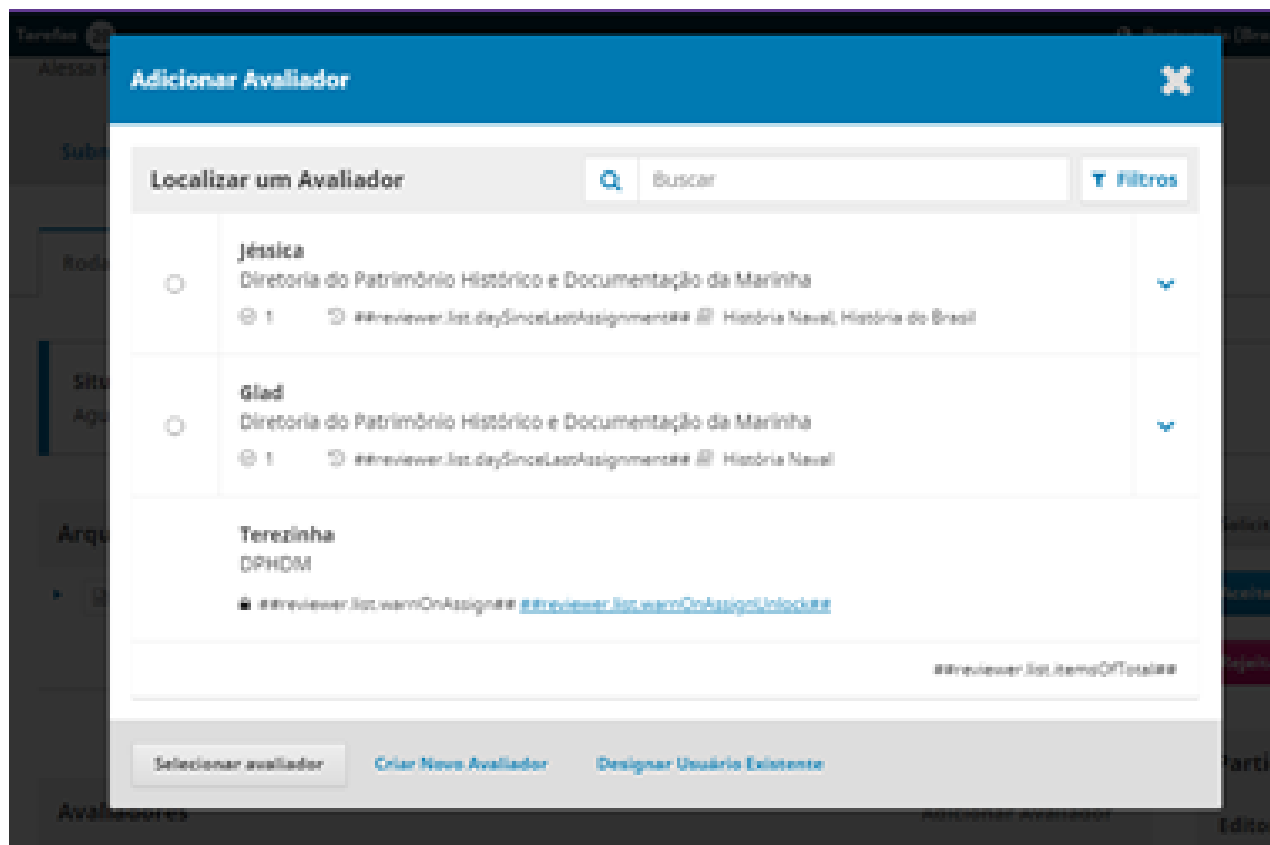 Tarefas
Alessa
Adicionar Avaliador
Localizar um Avaliador
Buscar
Filtros
Jéssica
Diretoria do Patrimônio Histórico e Documentação da Marinha
1 ##reviewer.list.daySinceLastAssignment## História Naval, História do Brasil
Glad
Diretoria do Patrimônio Histórico e Documentação da Marinha
1 ##reviewer.list.daySinceLastAssignment## História Naval
Terezinha
DPHDM
##reviewer.list.warnOnAssign## ##reviewer.list.warnOnAssignUnlock##
##reviewer.list.itemsOfTotal##
Selecionar avaliador
Criar Novo Avaliador
Designar Usuário Existente
Avaliadores
Adicionar Avaliador